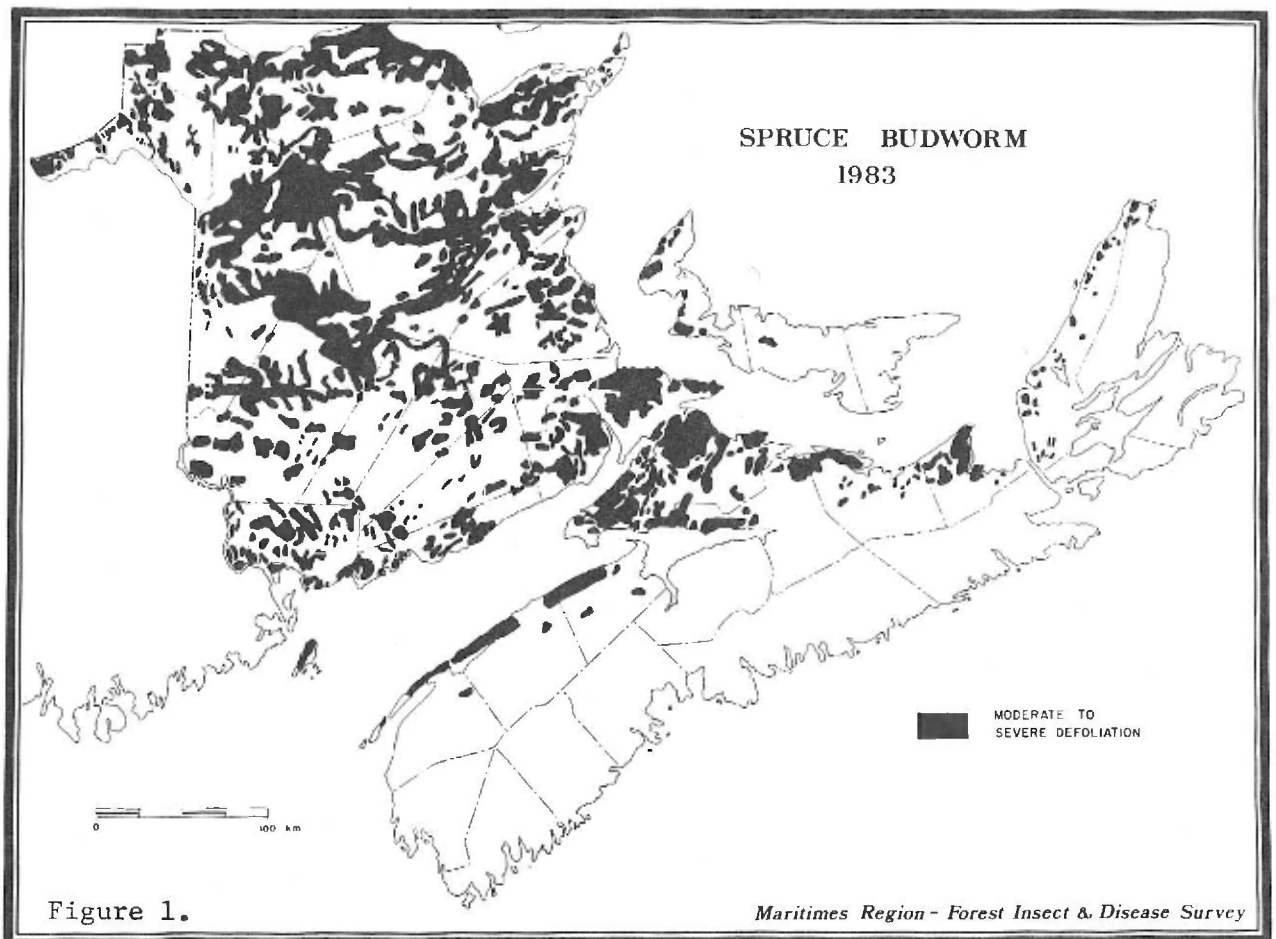 SPRUCE BUDWORM
1983
MODERATE TO
SEVERE DEFOLIATION
0 100 km
Figure 1.
Maritimes Region - Forest Insect & Disease Survey